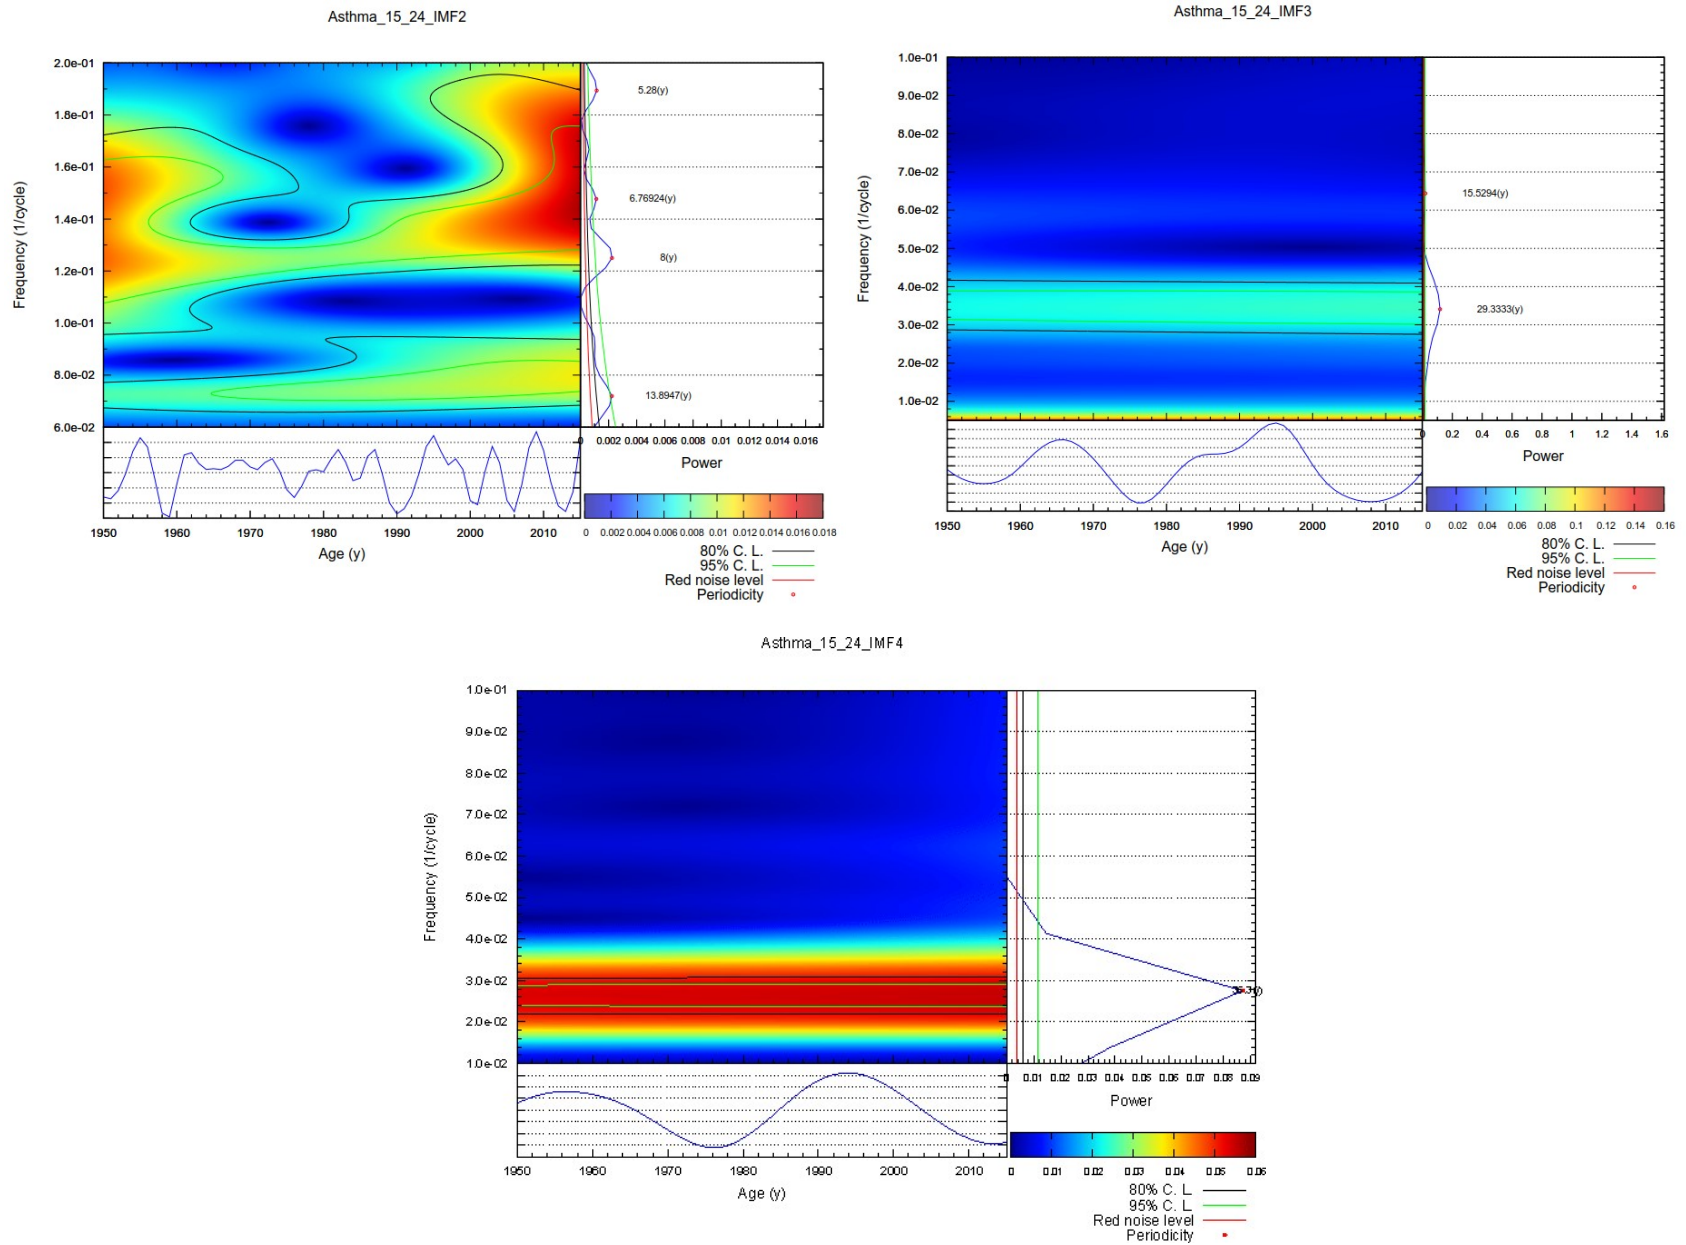 Asthma_15_24_IMF2
2.0e-01
1.8e-01
1.6e-01
1.4e-01
1.2e-01
1.0e-01
8.0e-02
6.0e-02
Frequency (1/cycle)
5.28(y)
6.76924(y)
8(y)
13.8947(y)
0 0.002 0.004 0.006 0.008 0.01 0.012 0.014 0.016
Power
0 0.002 0.004 0.006 0.008 0.01 0.012 0.014 0.016 0.018
1950 1960 1970 1980 1990 2000 2010
Age (y)
80% C. L.
95% C. L.
Red noise level
Periodicity
Asthma_15_24_IMF3
1.0e-01
9.0e-02
8.0e-02
7.0e-02
6.0e-02
5.0e-02
4.0e-02
3.0e-02
2.0e-02
1.0e-02
Frequency (1/cycle)
15.5294(y)
29.3333(y)
0 0.2 0.4 0.6 0.8 1 1.2 1.4 1.6
Power
0 0.02 0.04 0.06 0.08 0.1 0.12 0.14 0.16
1950 1960 1970 1980 1990 2000 2010
Age (y)
80% C. L.
95% C. L.
Red noise level
Periodicity
Asthma_15_24_IMF4
1.0e-01
9.0e-02
8.0e-02
7.0e-02
6.0e-02
5.0e-02
4.0e-02
3.0e-02
2.0e-02
1.0e-02
Frequency (1/cycle)
0 0.01 0.02 0.03 0.04 0.05 0.06 0.07 0.08 0.09
Power
0 0.01 0.02 0.03 0.04 0.05 0.06
1950 1960 1970 1980 1990 2000 2010
Age (y)
80% C. L.
95% C. L.
Red noise level
Periodicity